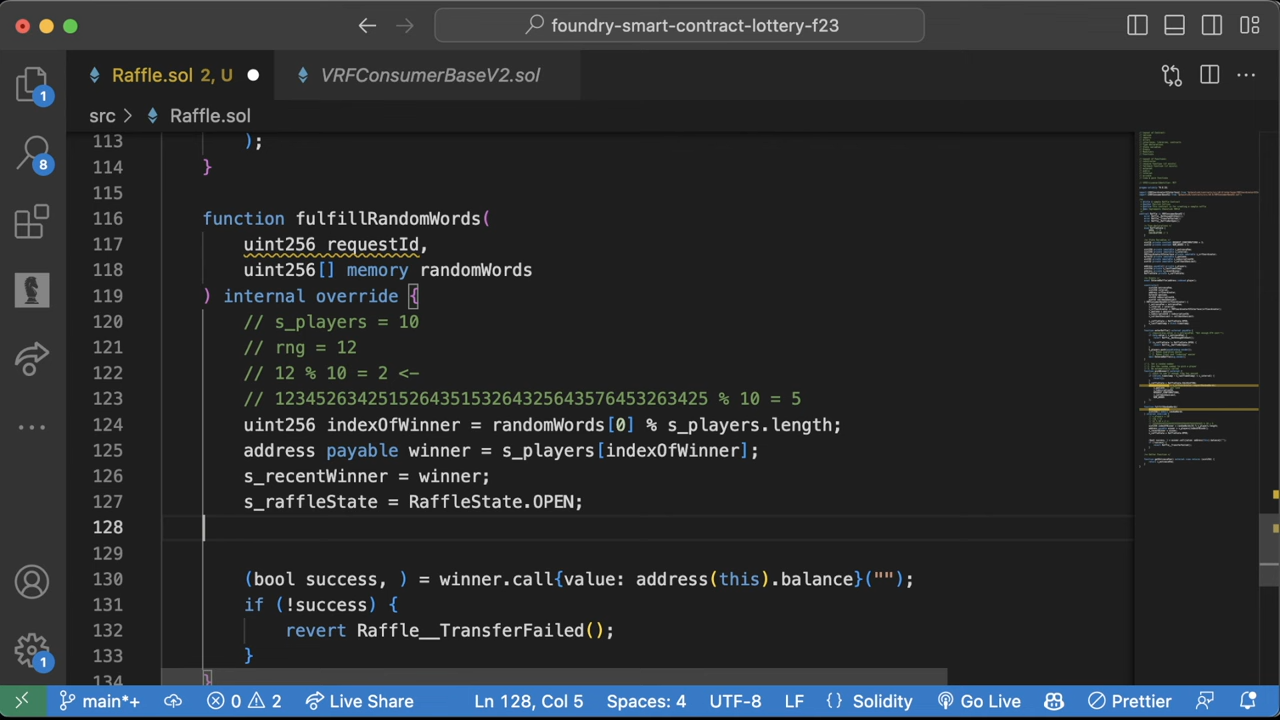 foundry-smart-contract-lottery-f23
Raffle.sol 2, U
VRFConsumerBaseV2.sol
src > Raffle.sol
1
8
1
113 );
114 }
115
116 function fulfillRandomWords(
117 uint256 requestId,
118 uint256[] memory randomWords
119 ) internal override {
120 // s_players = 10
121 // rng = 12
122 // 12 % 10 = 2 <-
123 // 123452634251526433253264325643576453263425 % 10 = 5
124 uint256 indexOfWinner = randomWords[0] % s_players.length;
125 address payable winner = s_players[indexOfWinner];
126 s_recentWinner = winner;
127 s_raffleState = RaffleState.OPEN;
128
129
130 (bool success, ) = winner.call{value: address(this).balance}("");
131 if (!success) {
132 revert Raffle__TransferFailed();
133 }
134 }
main*+ 0 2 Live Share Ln 128, Col 5 Spaces: 4 UTF-8 LF {} Solidity Go Live Prettier